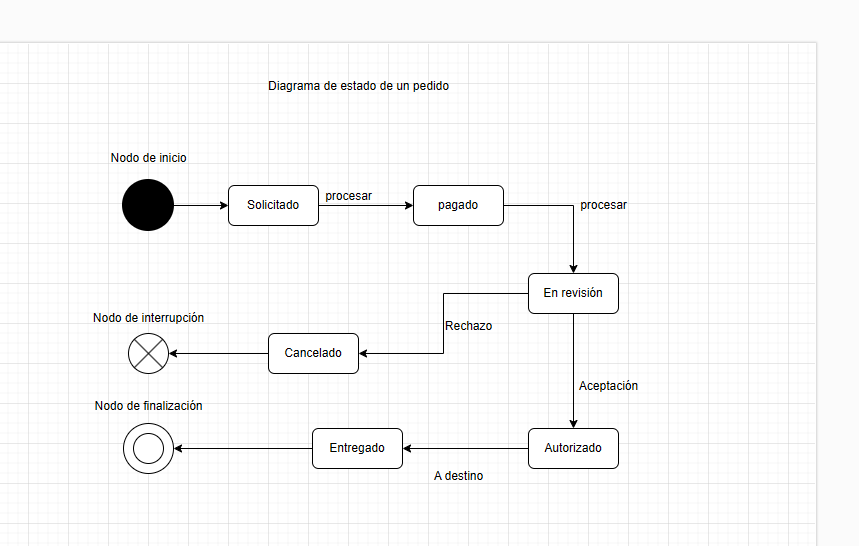 Diagrama de estado de un pedido
Nodo de inicio
Solicitado
procesar
pagado
procesar
En revisión
Nodo de interrupción
Rechazo
Cancelado
Aceptación
Nodo de finalización
Entregado
Autorizado
A destino